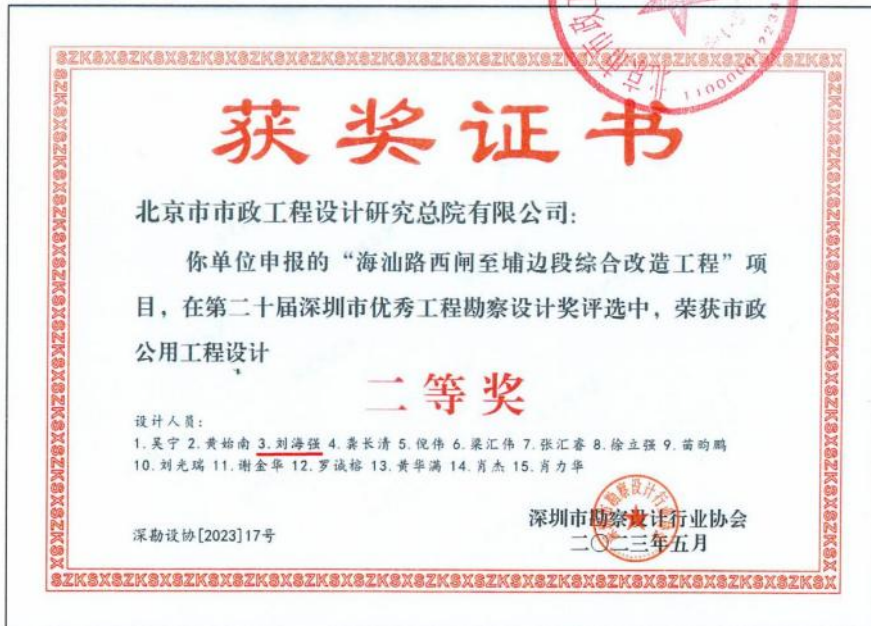 获奖证书
北京市市政工程设计研究总院有限公司:
你单位申报的“海汕路西闸至埔边段综合改造工程”项
目，在第二十届深圳市优秀工程勘察设计奖评选中，荣获市政
公用工程设计
二等奖
设计人员:
1.吴宁 2.黄始南 3.刘海强 4.龚长清 5.倪伟 6.梁汇伟 7.张汇睿 8.徐立强 9.苗昀鹏
10.刘光瑞 11.谢金华 12.罗诚榕 13.黄华满 14.肖杰 15.肖力华
深圳市勘察设计行业协会
二〇二三年五月
深勘设协[2023]17号